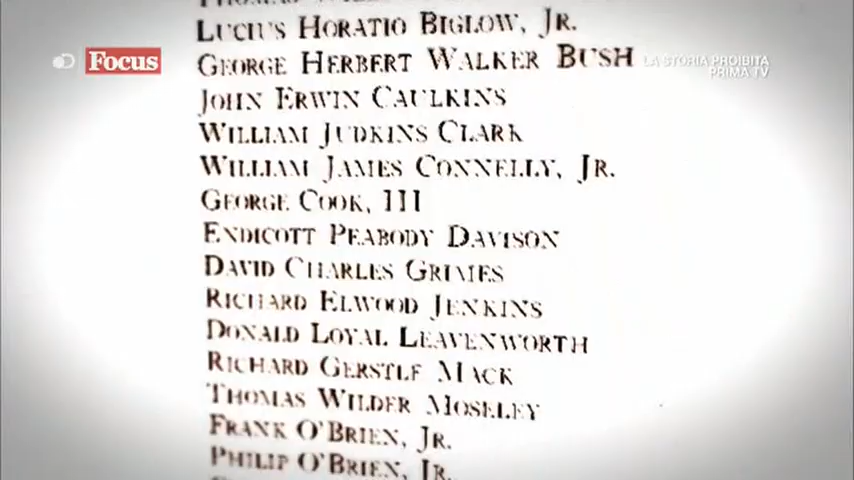 LUCIUS HORATIO BIGLOW, JR.
GEORGE HERBERT WALKER BUSH
JOHN ERWIN CAULKINS
WILLIAM JUDKINS CLARK
WILLIAM JAMES CONNELLY, JR.
GEORGE COOK, III
ENDICOTT PEABODY DAVISON
DAVID CHARLES GRIMES
RICHARD ELWOOD JENKINS
DONALD LOYAL LEAVENWORTH
RICHARD GERSTLE MACK
THOMAS WILDER MOSELEY
FRANK O'BRIEN, JR.
PHILIP O'BRIEN, JR.
Focus
LA STORIA PROIBITA
PRIMA TV